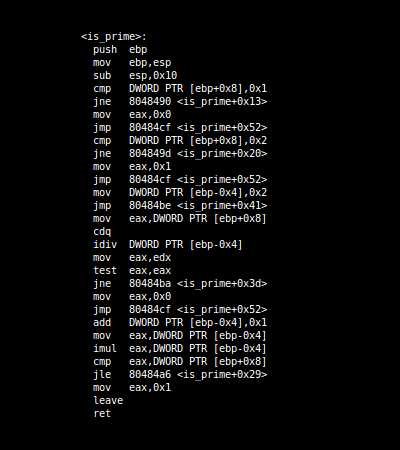 <is_prime>:
push ebp
mov ebp,esp
sub esp,0x10
cmp DWORD PTR [ebp+0x8],0x1
jne 8048490 <is_prime+0x13>
mov eax,0x0
jmp 80484cf <is_prime+0x52>
cmp DWORD PTR [ebp+0x8],0x2
jne 804849d <is_prime+0x20>
mov eax,0x1
jmp 80484cf <is_prime+0x52>
mov DWORD PTR [ebp-0x4],0x2
jmp 80484be <is_prime+0x41>
mov eax,DWORD PTR [ebp+0x8]
cdq
idiv DWORD PTR [ebp-0x4]
mov eax,edx
test eax,eax
jne 80484ba <is_prime+0x3d>
mov eax,0x0
jmp 80484cf <is_prime+0x52>
add DWORD PTR [ebp-0x4],0x1
mov eax,DWORD PTR [ebp-0x4]
imul eax,DWORD PTR [ebp-0x4]
cmp eax,DWORD PTR [ebp+0x8]
jle 80484a6 <is_prime+0x29>
mov eax,0x1
leave
ret